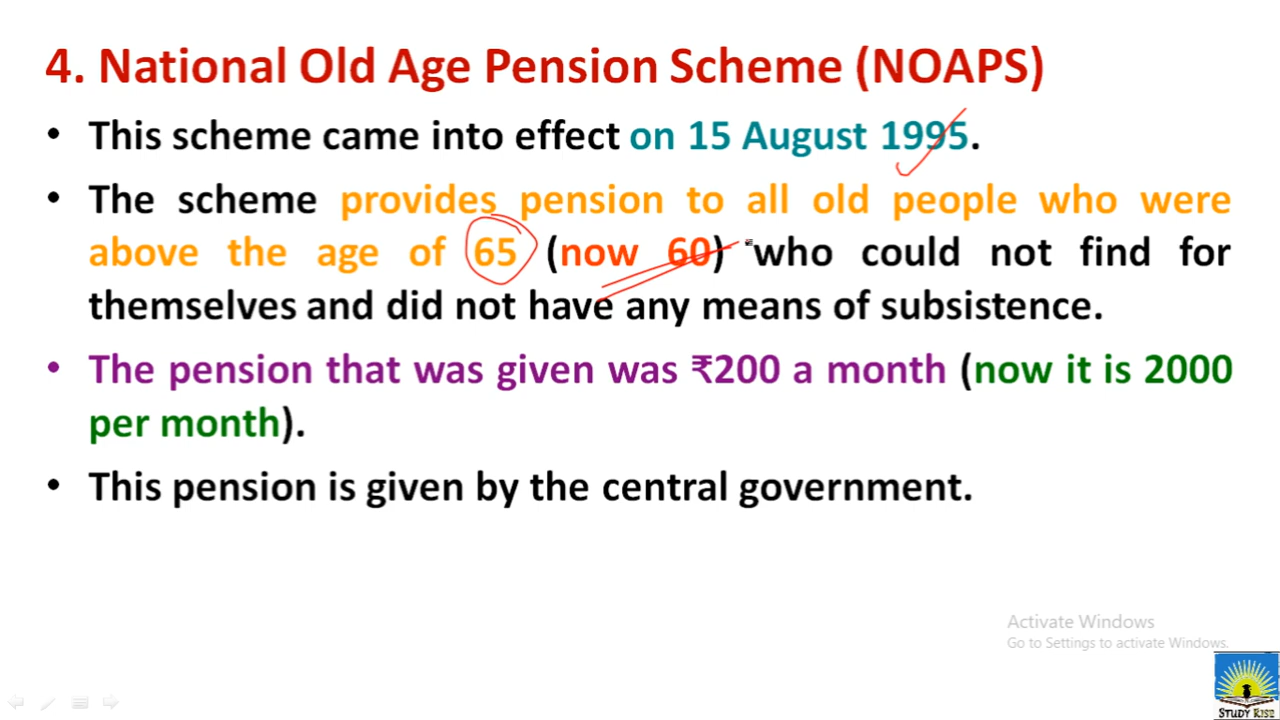 4. National Old Age Pension Scheme (NOAPS)
• This scheme came into effect on 15 August 1995.
• The scheme provides pension to all old people who were
above the age of 65 (now 60) who could not find for
themselves and did not have any means of subsistence.
• The pension that was given was ₹200 a month (now it is 2000
per month).
• This pension is given by the central government.
Activate Windows
Go to Settings to activate Windows.
STUDY RISE